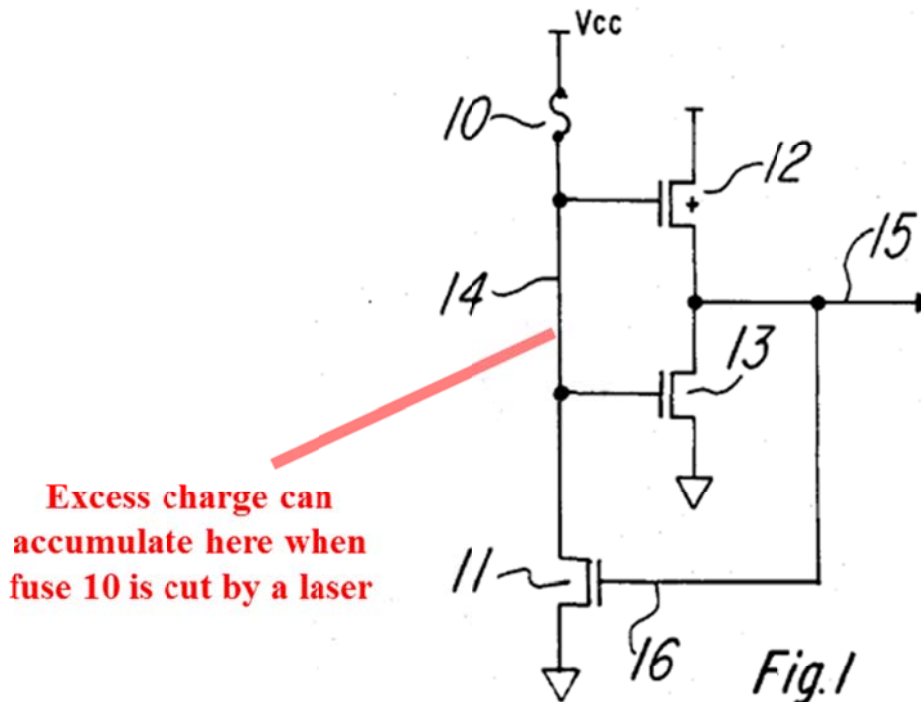 Vcc
10
12
15
14
13
Excess charge can
accumulate here when
fuse 10 is cut by a laser
11
16
Fig.1